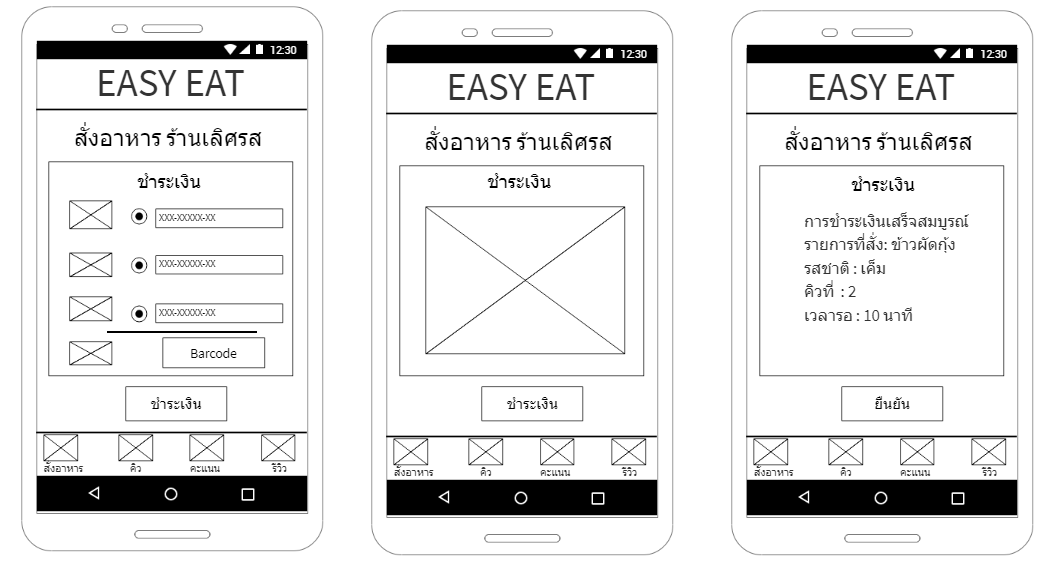 12:30
EASY EAT
สั่งอาหาร ร้านเลิศรส
ชำระเงิน
XXX-XXXXX-XX
XXX-XXXXX-XX
XXX-XXXXX-XX
Barcode
ชำระเงิน
สั่งอาหาร คิว คะแนน รีวิว
12:30
EASY EAT
สั่งอาหาร ร้านเลิศรส
ชำระเงิน
ชำระเงิน
สั่งอาหาร คิว คะแนน รีวิว
12:30
EASY EAT
สั่งอาหาร ร้านเลิศรส
ชำระเงิน
การชำระเงินเสร็จสมบูรณ์
รายการที่สั่ง: ข้าวผัดกุ้ง
รสชาติ : เค็ม
คิวที่ : 2
เวลารอ : 10 นาที
ยืนยัน
สั่งอาหาร คิว คะแนน รีวิว